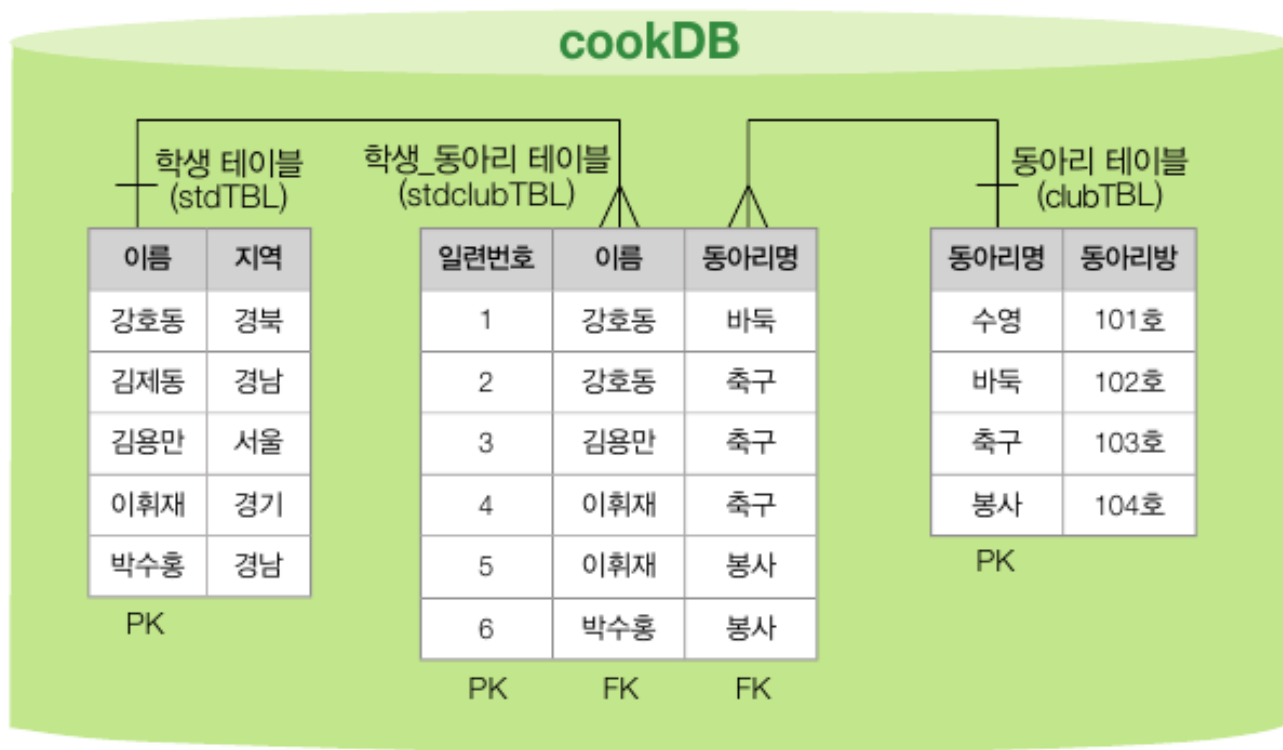 cookDB
학생 테이블
(stdTBL)
이름 지역
강호동 경북
김제동 경남
김용만 서울
이휘재 경기
박수홍 경남
PK
학생_동아리 테이블
(stdclubTBL)
일련번호 이름 동아리명
1 강호동 바둑
2 강호동 축구
3 김용만 축구
4 이휘재 축구
5 이휘재 봉사
6 박수홍 봉사
PK FK FK
동아리 테이블
(clubTBL)
동아리명 동아리방
수영 101호
바둑 102호
축구 103호
봉사 104호
PK